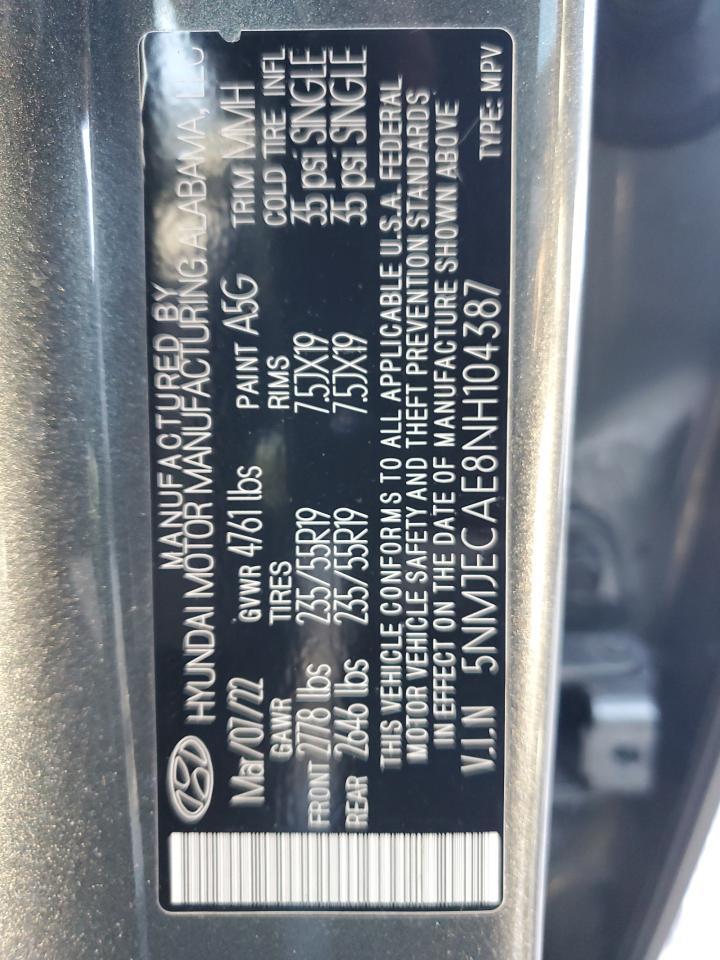 MANUFACTURED BY
HYUNDAI MOTOR MANUFACTURING ALABAMA, LLC
Mar/07/22 GVWR 4761 lbs PAINT A5G TRIM MMH
GAWR TIRES RIMS COLD TIRE INFL
FRONT 2778 lbs 235/55R19 7.5JX19 35 psi SINGLE
REAR 2646 lbs 235/55R19 7.5JX19 35 psi SINGLE
THIS VEHICLE CONFORMS TO ALL APPLICABLE U.S.A. FEDERAL
MOTOR VEHICLE SAFETY AND THEFT PREVENTION STANDARDS
IN EFFECT ON THE DATE OF MANUFACTURE SHOWN ABOVE
V.I.N 5NMJECAE8NH104387 TYPE: MPV